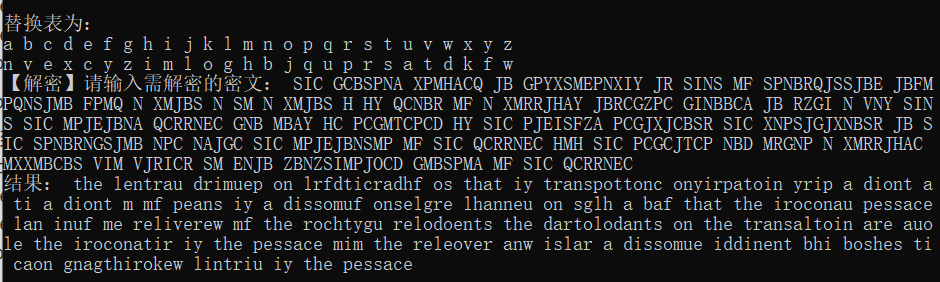 替换表为：
a b c d e f g h i j k l m n o p q r s t u v w x y z
n v e x c y z i m l o g h b j q u p r s a t d k f w
【解密】请输入需解密的密文： SIC GCBSPNA XPMHACQ JB GPYXSMEPNXIY JR SINS MF SPNBRQJSSJBE JBFM
PQNSJMB FPMQ N XMJBS N SM N XMJBS H HY QCNBR MF N XMRRJHAY JBRCGZPC GINBBCA JB RZGI N VNY SIN
S SIC MPJEJBNA QCRRNEC GNB MBAY HC PCGMTCPCD HY SIC PJEISFZA PCGJXJCBSR SIC XNPSJGJXNBSR JB S
IC SPNBRNGSJMB NPC NAJGC SIC MPJEJBNSMP MF SIC QCRRNEC HMH SIC PCGCJTCP NBD MRGNP N XMRRJHAC
MXXMBCBS VIM VJRICR SM ENJB ZBNZSIMPJOCD GMBSPMA MF SIC QCRRNEC
结果： the lentrau drimuep on lrfdticradhf os that iy transpottonc onyirpatoin yrip a diont a
ti a diont m mf peans iy a dissomuf onselgre lhanneu on sglh a baf that the iroconau pessace
lan inuf me reliverew mf the rochtygu relodoents the dartolodants on the transaltoin are auo
le the iroconatir iy the pessace mim the releover anw islar a dissomue iddinent bhi boshes ti
caon gnagthirokew lintriu iy the pessace